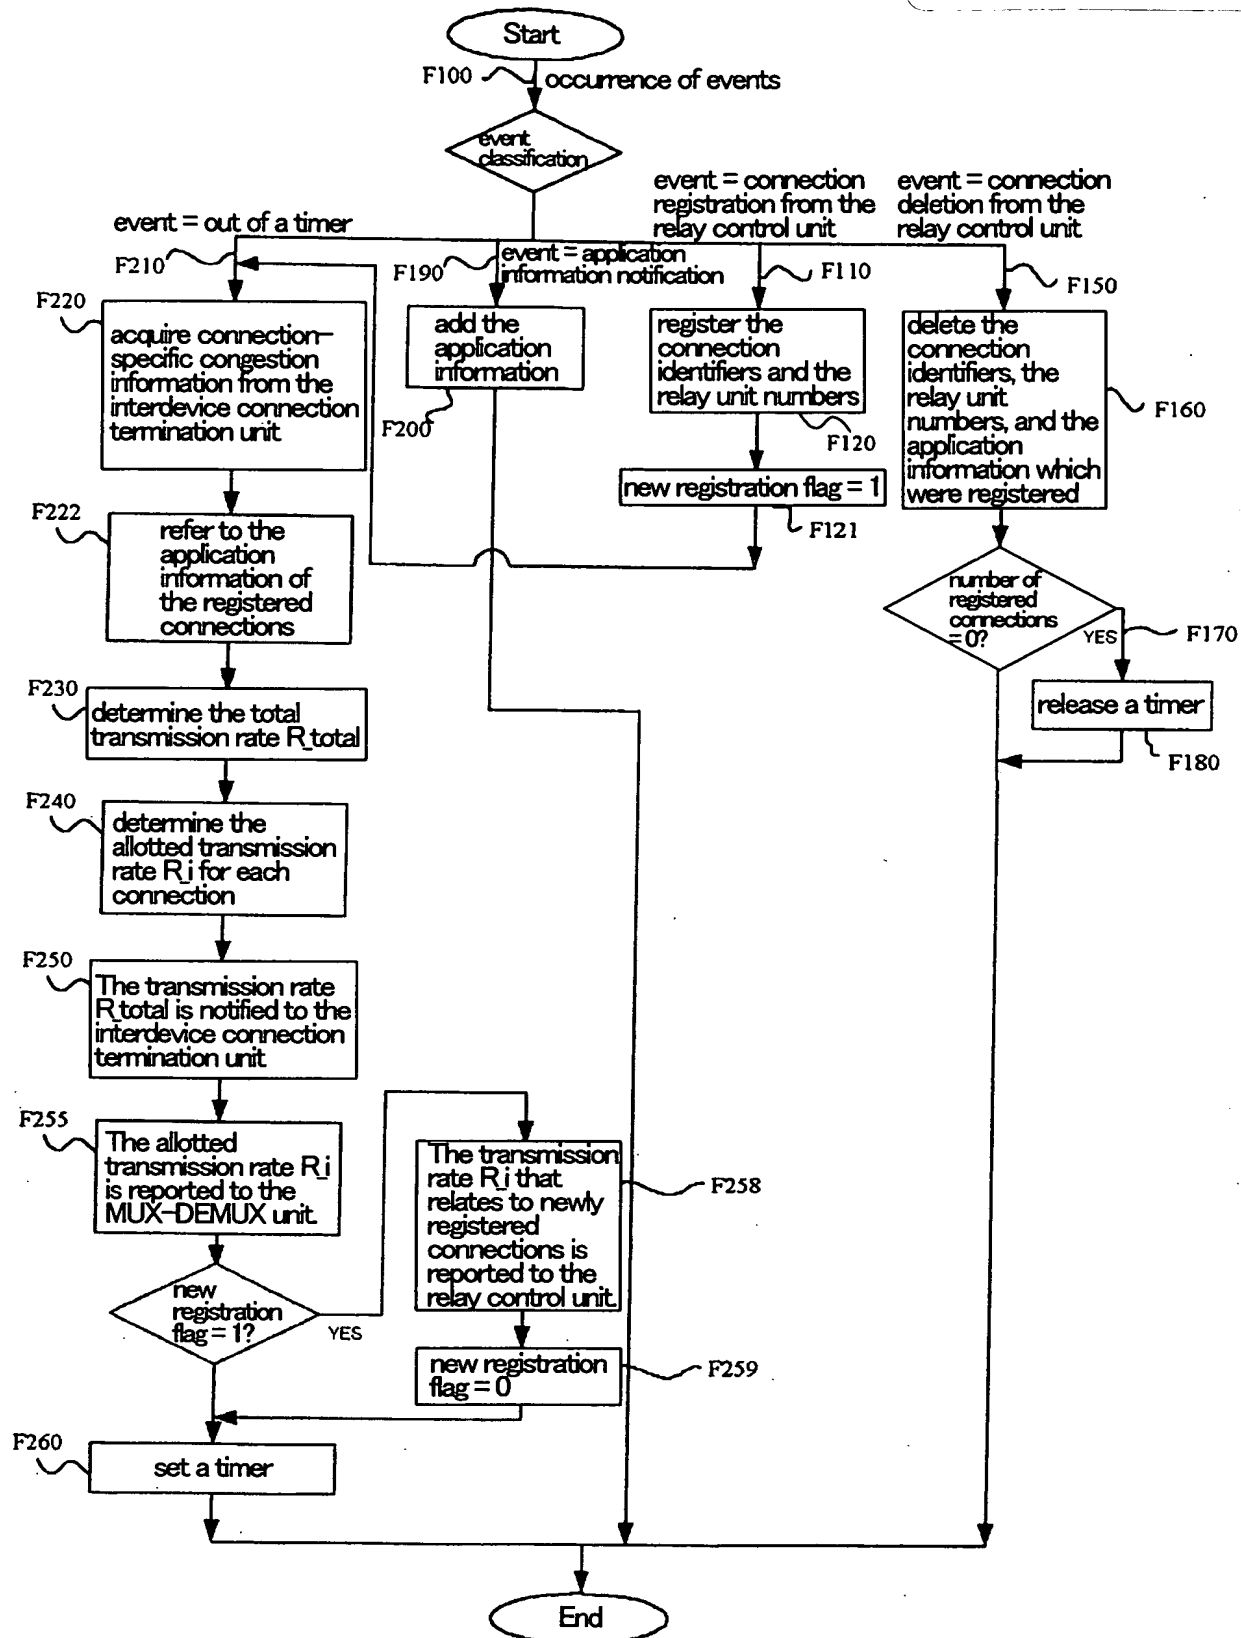 Start
F100
occurrence of events
event
classification
event = connection
registration from the
relay control unit
event = connection
deletion from the
relay control unit
event = out of a timer
F210
F190
event = application
information notification
F110
F150
F220
acquire connection-
specific congestion
information from the
interdevice connection
termination unit
add the
application
information
F200
register the
connection
identifiers and the
relay unit numbers
F120
new registration flag = 1
F121
delete the
connection
identifiers, the
relay unit
numbers, and the
application
information which
were registered
F160
F222
refer to the
application
information of
the registered
connections
number of
registered
connections
= 0?
YES
F170
release a timer
F180
F230
determine the total
transmission rate R_total
F240
determine the
allotted transmission
rate R_i for each
connection
F250
The transmission rate
R_total is notified to the
interdevice connection
termination unit
F255
The allotted
transmission rate R_i
is reported to the
MUX-DEMUX unit.
The transmission
rate R_i that
relates to newly
registered
connections is
reported to the
relay control unit.
F258
new
registration
flag = 1?
YES
new registration
flag = 0
F259
F260
set a timer
End